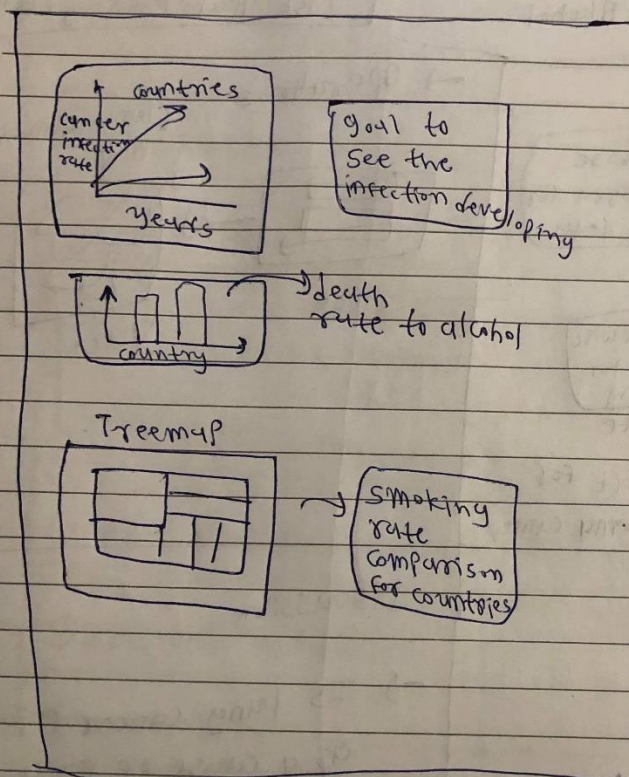 countries
cancer
infection
rate
years
goal to
see the
infection developing
death
rate to alcohol
country
Treemap
smoking
rate
comparison
for countries